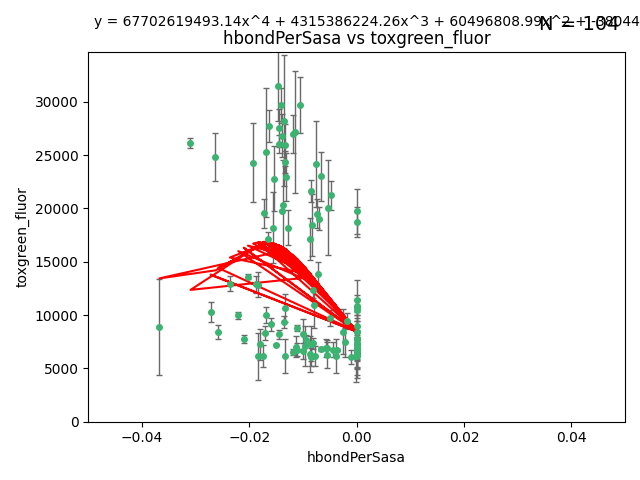 y = 67702619493.14x^4 + 4315386224.26x^3 + 60496808.99x^2 + -38044
N = 104
hbondPerSasa vs toxgreen_fluor
30000
25000
20000
15000
10000
5000
0
toxgreen_fluor
-0.04 -0.02 0.00 0.02 0.04
hbondPerSasa